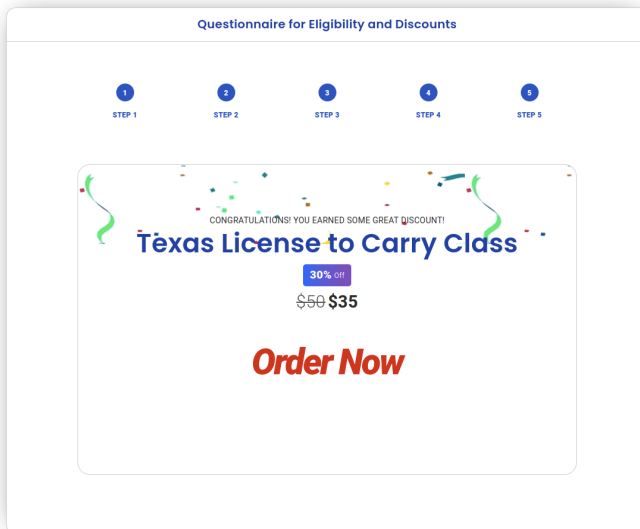 Questionnaire for Eligibility and Discounts
1 2 3 4 5
STEP 1 STEP 2 STEP 3 STEP 4 STEP 5
CONGRATULATIONS! YOU EARNED SOME GREAT DISCOUNT!
Texas License to Carry Class
30% Off
$50 $35
Order Now